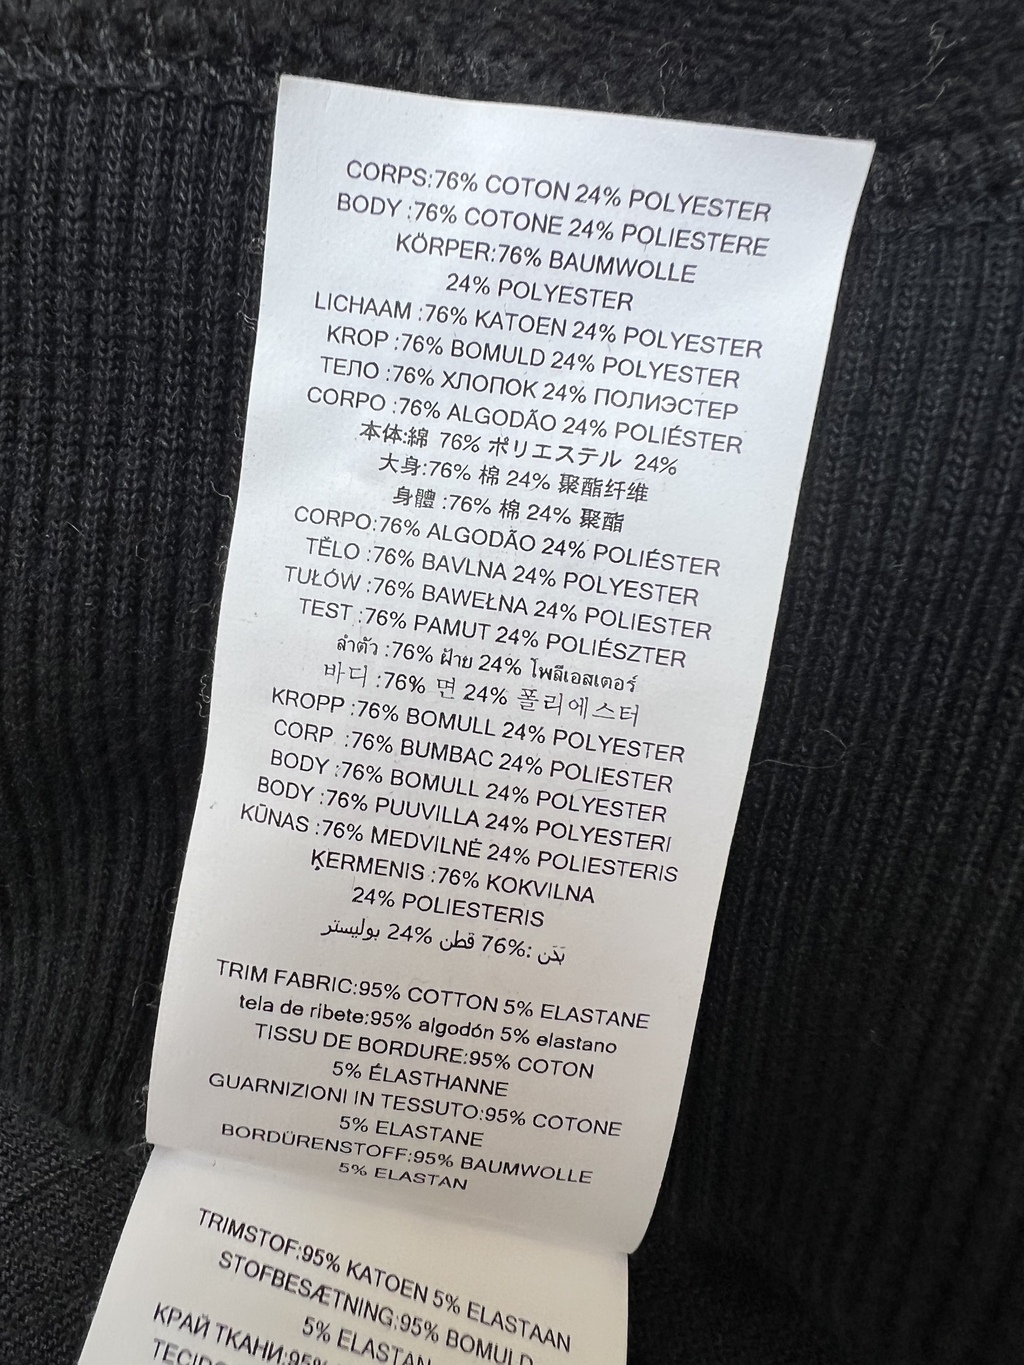 CORPS:76% COTON 24% POLYESTER
BODY :76% COTONE 24% POLIESTERE
KÖRPER:76% BAUMWOLLE
24% POLYESTER
LICHAAM :76% KATOEN 24% POLYESTER
KROP :76% BOMULD 24% POLYESTER
ТЕЛО :76% ХЛОПОК 24% ПОЛИЭСТЕР
CORPO :76% ALGODÃO 24% POLIÉSTER
本体:綿 76% ポリエステル 24%
大身:76% 棉 24% 聚酯纤维
身體 :76% 棉 24% 聚酯
CORPO:76% ALGODÃO 24% POLIÉSTER
TĚLO :76% BAVLNA 24% POLYESTER
TUŁÓW :76% BAWEŁNA 24% POLIESTER
TEST :76% PAMUT 24% POLIÉSZTER
ลำตัว :76% ฝ้าย 24% โพลีเอสเตอร์
바디 :76% 면 24% 폴리에스터
KROPP :76% BOMULL 24% POLYESTER
CORP :76% BUMBAC 24% POLIESTER
BODY :76% BOMULL 24% POLYESTER
BODY :76% PUUVILLA 24% POLYESTERI
KŪNAS :76% MEDVILNĖ 24% POLIESTERIS
ĶERMENIS :76% KOKVILNA
24% POLIESTERIS
بَدَن :%76 قطن %24 بوليستر
TRIM FABRIC:95% COTTON 5% ELASTANE
tela de ribete:95% algodón 5% elastano
TISSU DE BORDURE:95% COTON
5% ÉLASTHANNE
GUARNIZIONI IN TESSUTO:95% COTONE
5% ELASTANE
BORDÜRENSTOFF:95% BAUMWOLLE
5% ELASTAN
TRIMSTOF:95% KATOEN 5% ELASTAAN
STOFBESÆTNING:95% BOMULD
5% ELASTAN
КРАЙ ТКАНИ:95%